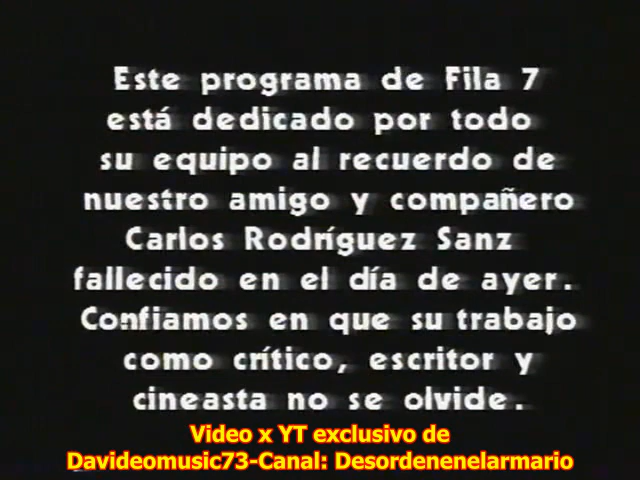 Este programa de Fila 7
está dedicado por todo
su equipo al recuerdo de
nuestro amigo y compañero
Carlos Rodríguez Sanz
fallecido en el día de ayer.
Confiamos en que su trabajo
como crítico, escritor y
cineasta no se olvide.
Video x YT exclusivo de
Davideomusic73-Canal: Desordenenelarmario